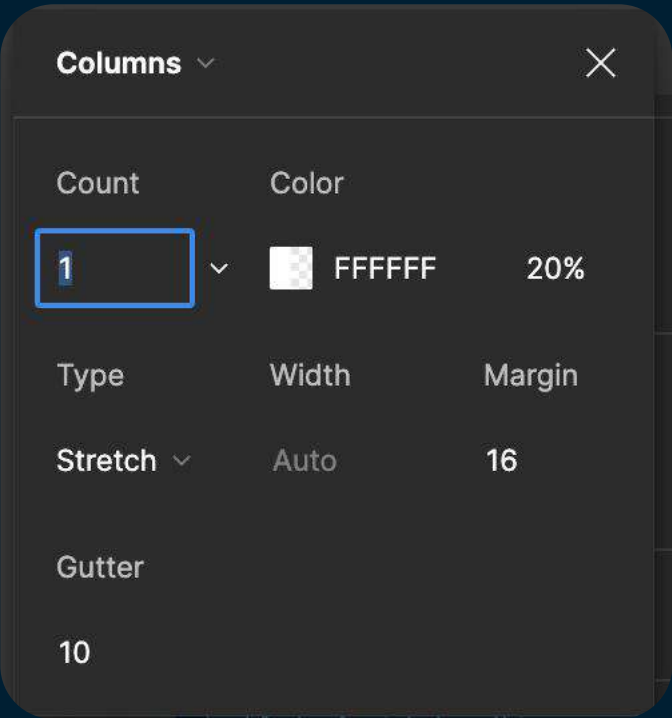 Columns
Count Color
1 FFFFFF 20%
Type Width Margin
Stretch Auto 16
Gutter
10